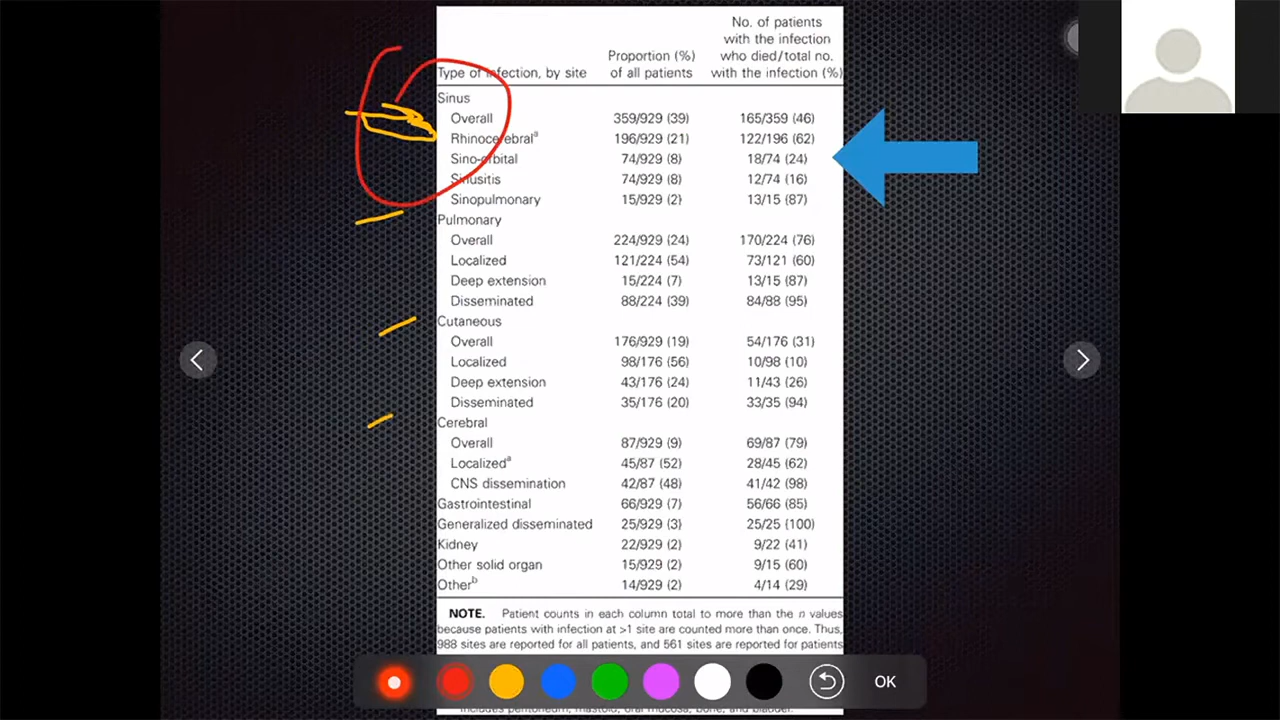 Type of infection, by site Proportion (%) of all patients No. of patients with the infection who died/total no. with the infection (%)
Sinus
Overall 359/929 (39) 165/359 (46)
Rhinocerebralᵃ 196/929 (21) 122/196 (62)
Sino-orbital 74/929 (8) 18/74 (24)
Sinusitis 74/929 (8) 12/74 (16)
Sinopulmonary 15/929 (2) 13/15 (87)
Pulmonary
Overall 224/929 (24) 170/224 (76)
Localized 121/224 (54) 73/121 (60)
Deep extension 15/224 (7) 13/15 (87)
Disseminated 88/224 (39) 84/88 (95)
Cutaneous
Overall 176/929 (19) 54/176 (31)
Localized 98/176 (56) 10/98 (10)
Deep extension 43/176 (24) 11/43 (26)
Disseminated 35/176 (20) 33/35 (94)
Cerebral
Overall 87/929 (9) 69/87 (79)
Localizedᵃ 45/87 (52) 28/45 (62)
CNS dissemination 42/87 (48) 41/42 (98)
Gastrointestinal 66/929 (7) 56/66 (85)
Generalized disseminated 25/929 (3) 25/25 (100)
Kidney 22/929 (2) 9/22 (41)
Other solid organ 15/929 (2) 9/15 (60)
Otherᵇ 14/929 (2) 4/14 (29)
NOTE. Patient counts in each column total to more than the n values
because patients with infection at >1 site are counted more than once. Thus,
988 sites are reported for all patients, and 561 sites are reported for patients
OK